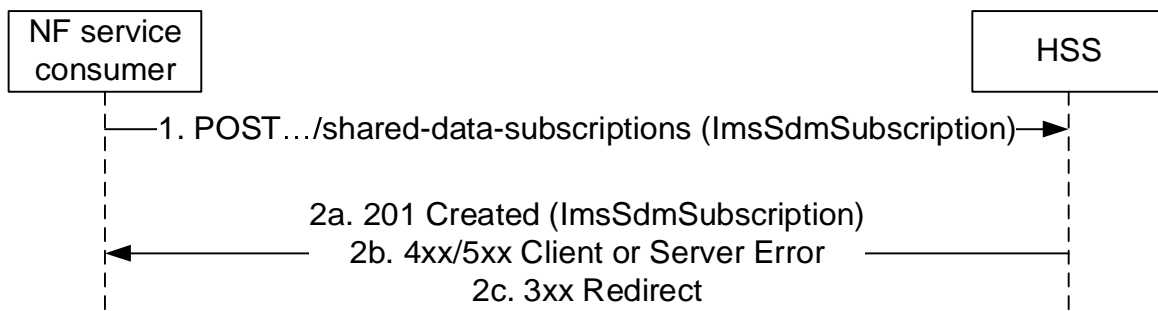 NF service
consumer
HSS
1. POST…/shared-data-subscriptions (ImsSdmSubscription)
2a. 201 Created (ImsSdmSubscription)
2b. 4xx/5xx Client or Server Error
2c. 3xx Redirect